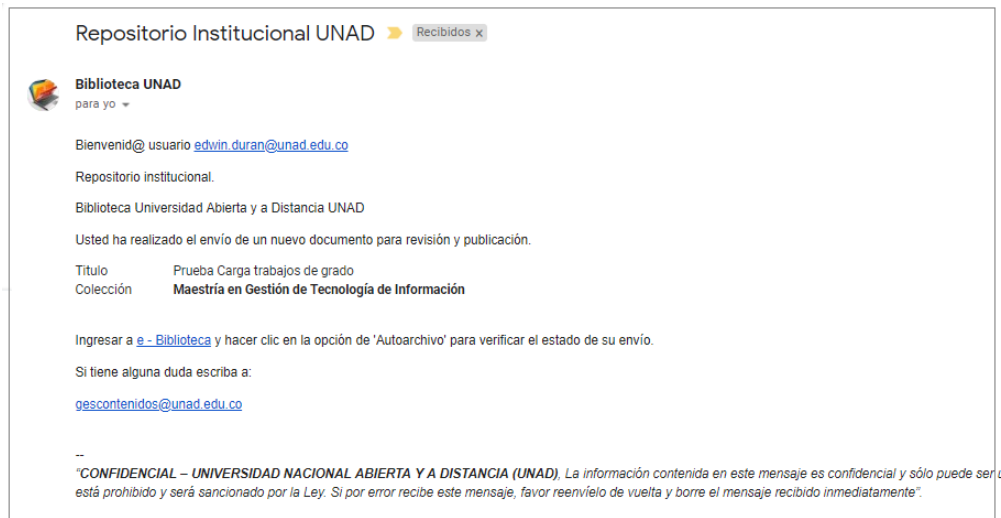 Repositorio Institucional UNAD Recibidos x
Biblioteca UNAD
para yo
Bienvenid@ usuario edwin.duran@unad.edu.co
Repositorio institucional.
Biblioteca Universidad Abierta y a Distancia UNAD
Usted ha realizado el envío de un nuevo documento para revisión y publicación.
Titulo Prueba Carga trabajos de grado
Colección Maestría en Gestión de Tecnología de Información
Ingresar a e - Biblioteca y hacer clic en la opción de 'Autoarchivo' para verificar el estado de su envío.
Si tiene alguna duda escriba a:
gescontenidos@unad.edu.co
--
“CONFIDENCIAL – UNIVERSIDAD NACIONAL ABIERTA Y A DISTANCIA (UNAD), La información contenida en este mensaje es confidencial y sólo puede ser
está prohibido y será sancionado por la Ley. Si por error recibe este mensaje, favor reenvíelo de vuelta y borre el mensaje recibido inmediatamente”.